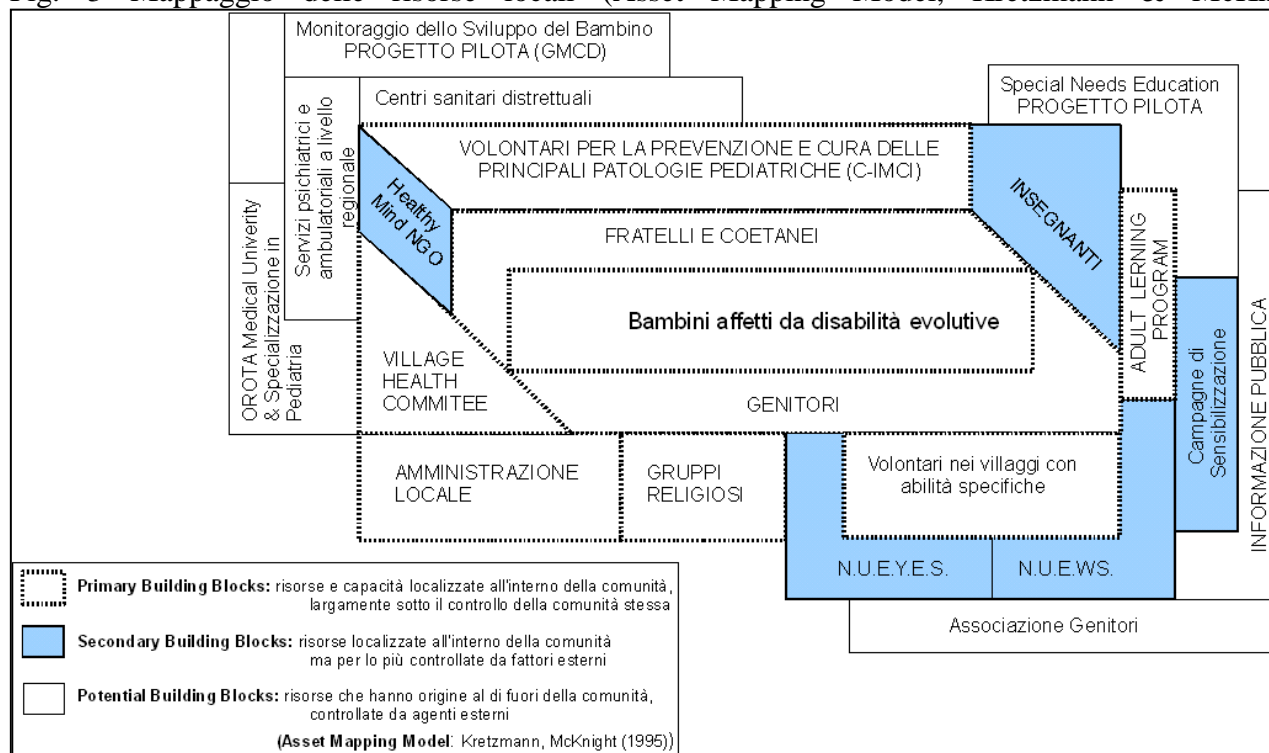 Fig. 3 Mappaggio delle risorse locali (Asset Mapping Model, Kretzmann &
Monitoraggio dello Sviluppo del Bambino
PROGETTO PILOTA (GMCD)
Centri sanitari distrettuali
Special Needs Education
PROGETTO PILOTA
Servizi psichiatrici e
ambulatoriali a livello
regionale
OROTA Medical Univerity
& Specializzazione in
Pediatria
VOLONTARI PER LA PREVENZIONE E CURA DELLE
PRINCIPALI PATOLOGIE PEDIATRICHE (C-IMCI)
Healthy
Mind NGO
INSEGNANTI
FRATELLI E COETANEI
Bambini affetti da disabilità evolutive
ADULT LERNING
PROGRAM
Campagne di
Sensibilizzazione
INFORMAZIONE PUBBLICA
VILLAGE
HEALTH
COMMITEE
GENITORI
AMMINISTRAZIONE
LOCALE
GRUPPI
RELIGIOSI
Volontari nei villaggi con
abilità specifiche
N.U.E.Y.E.S.
N.U.E.WS.
Associazione Genitori
Primary Building Blocks: risorse e capacità localizzate all'interno della comunità,
largamente sotto il controllo della comunità stessa
Secondary Building Blocks: risorse localizzate all'interno della comunità
ma per lo più controllate da fattori esterni
Potential Building Blocks: risorse che hanno origine al di fuori della comunità,
controllate da agenti esterni
(Asset Mapping Model: Kretzmann, McKnight (1995))